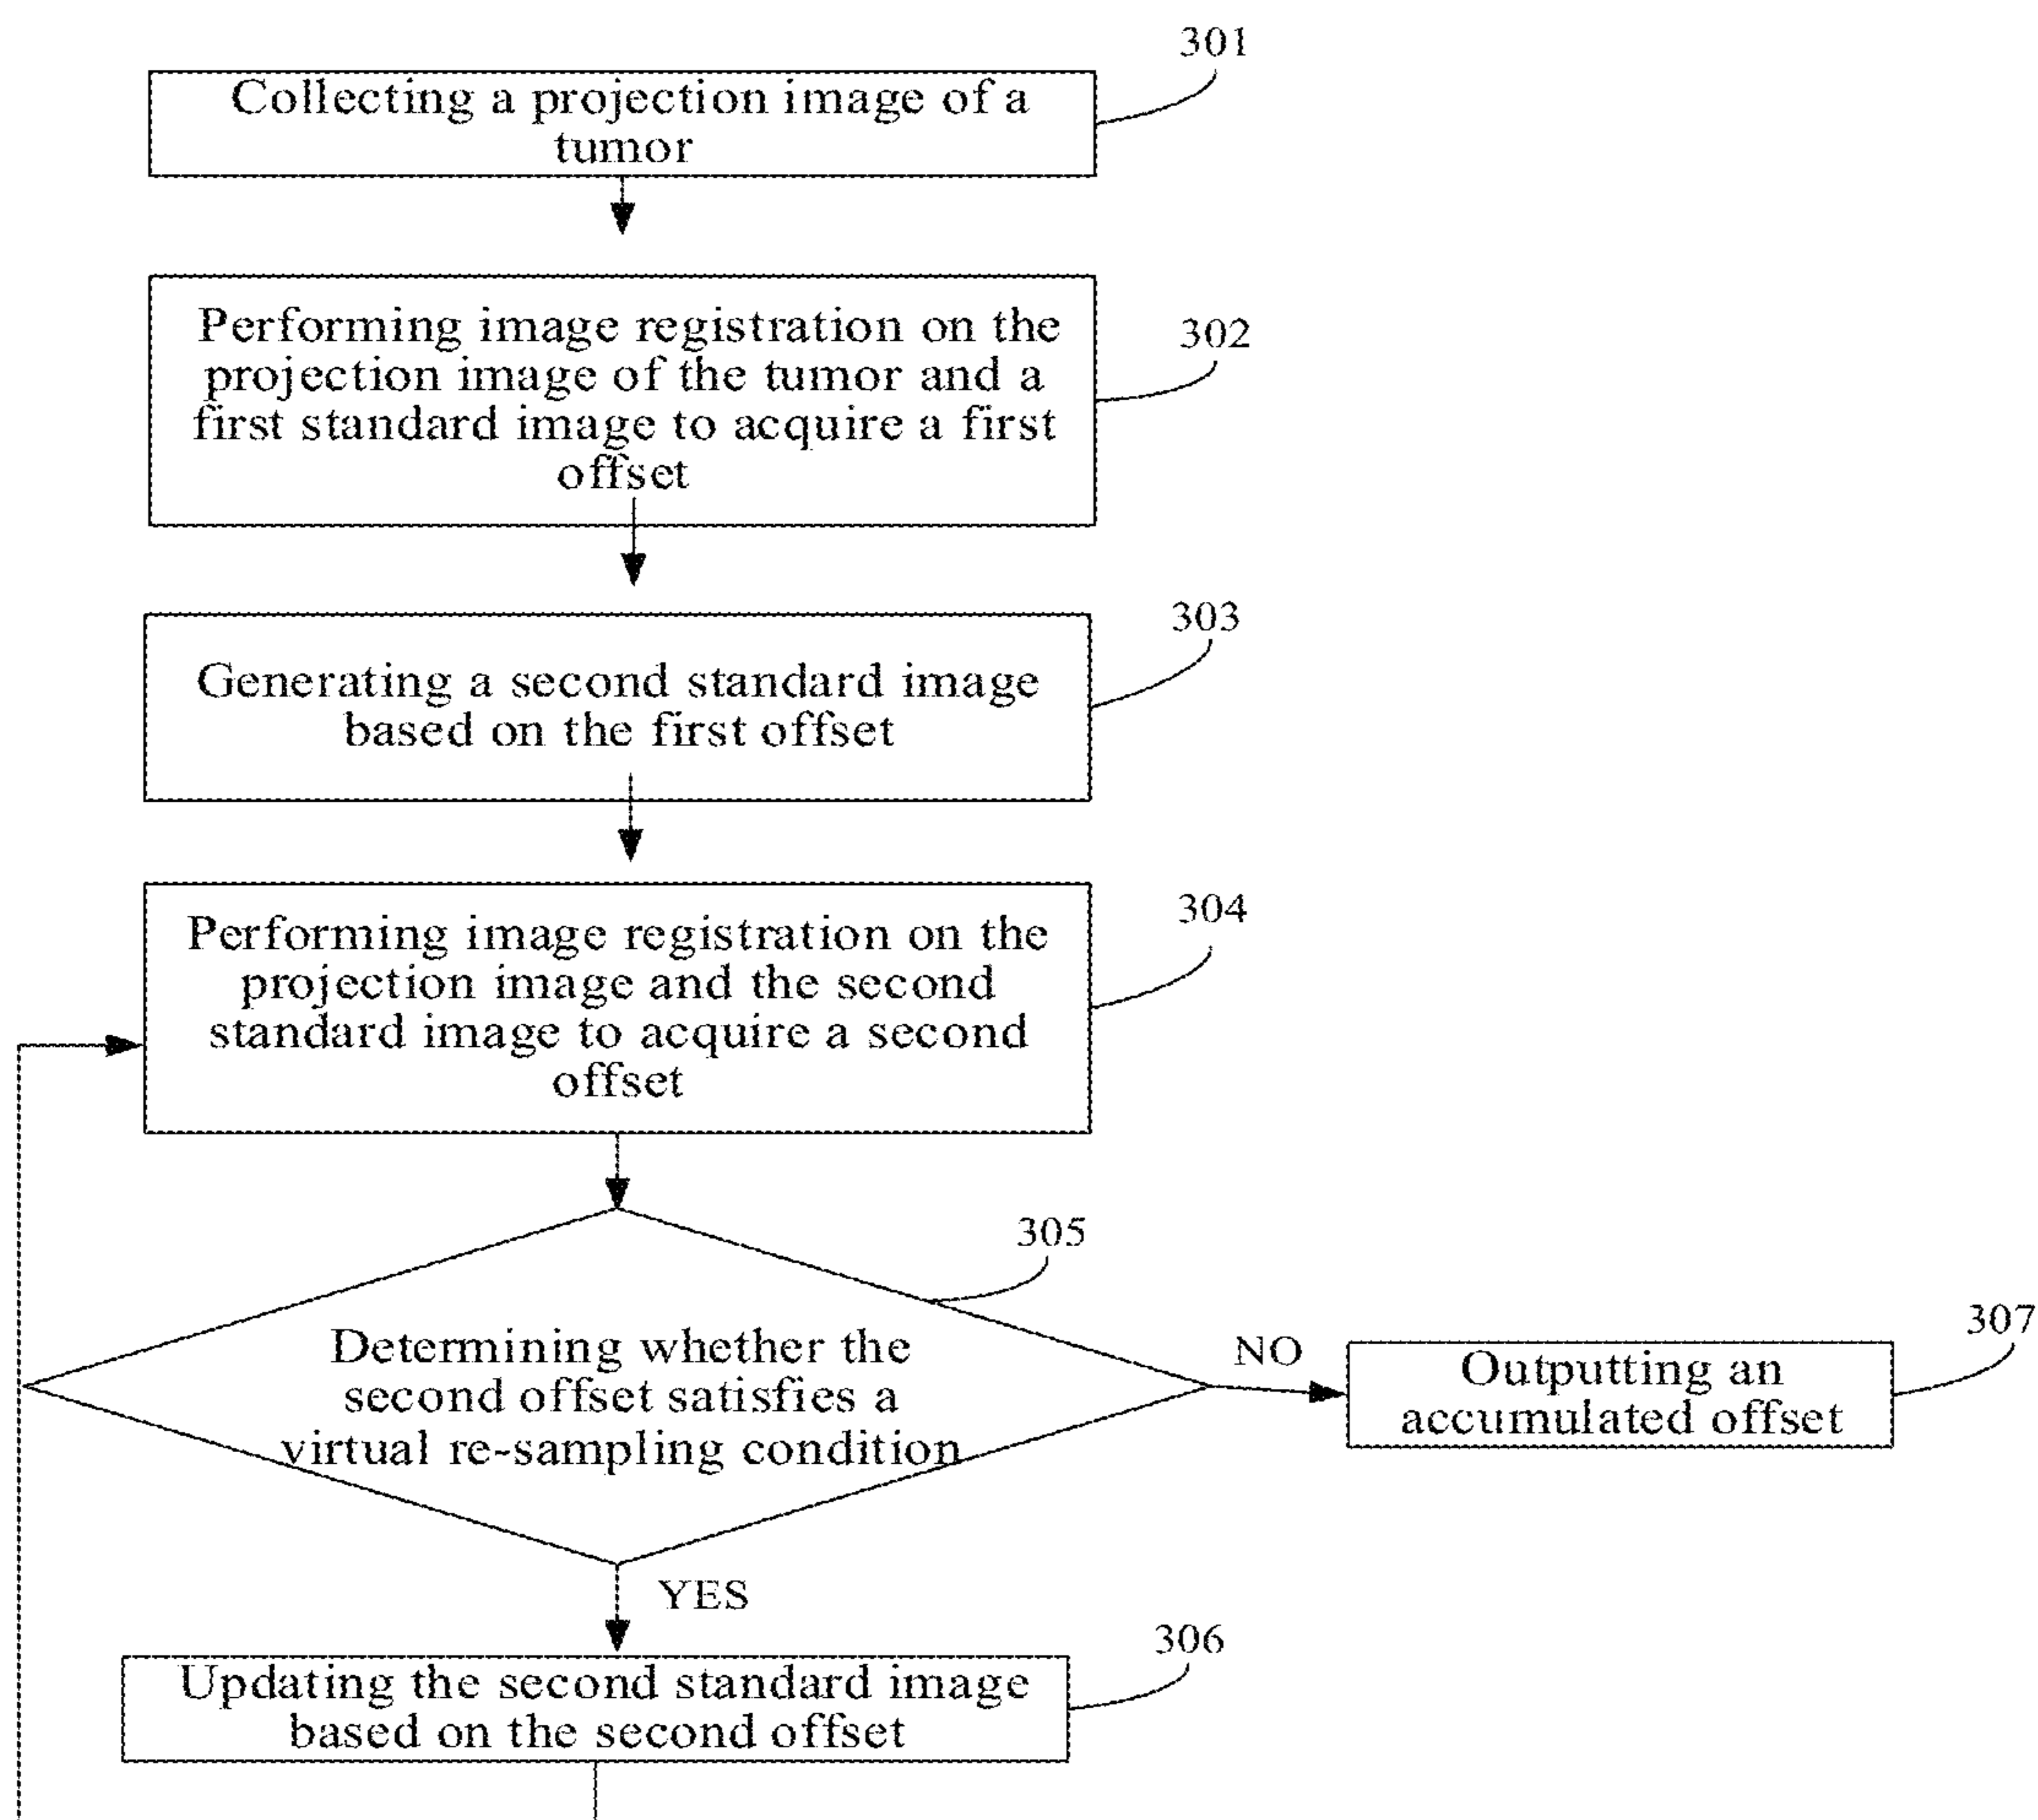 301
Collecting a projection image of a
tumor
302
Performing image registration on the
projection image of the tumor and a
first standard image to acquire a first
offset
303
Generating a second standard image
based on the first offset
304
Performing image registration on the
projection image and the second
standard image to acquire a second
offset
305
Determining whether the
second offset satisfies a
virtual re-sampling condition
NO
307
Outputting an
accumulated offset
YES
306
Updating the second standard image
based on the second offset